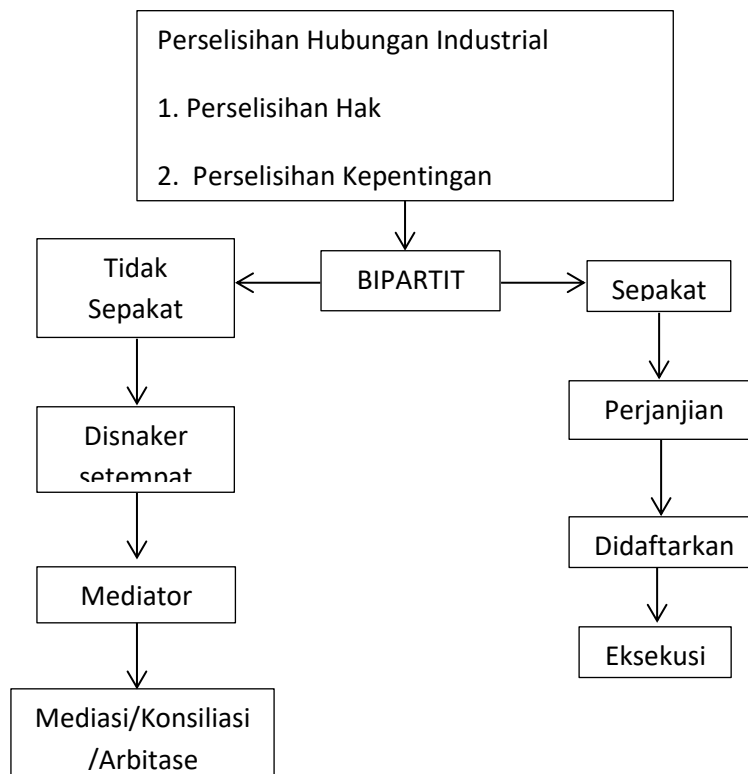 Perselisihan Hubungan Industrial
1. Perselisihan Hak
2. Perselisihan Kepentingan
Tidak
Sepakat
BIPARTIT
Sepakat
Disnaker
setempat
Perjanjian
Mediator
Didaftarkan
Mediasi/Konsiliasi
/Arbitase
Eksekusi